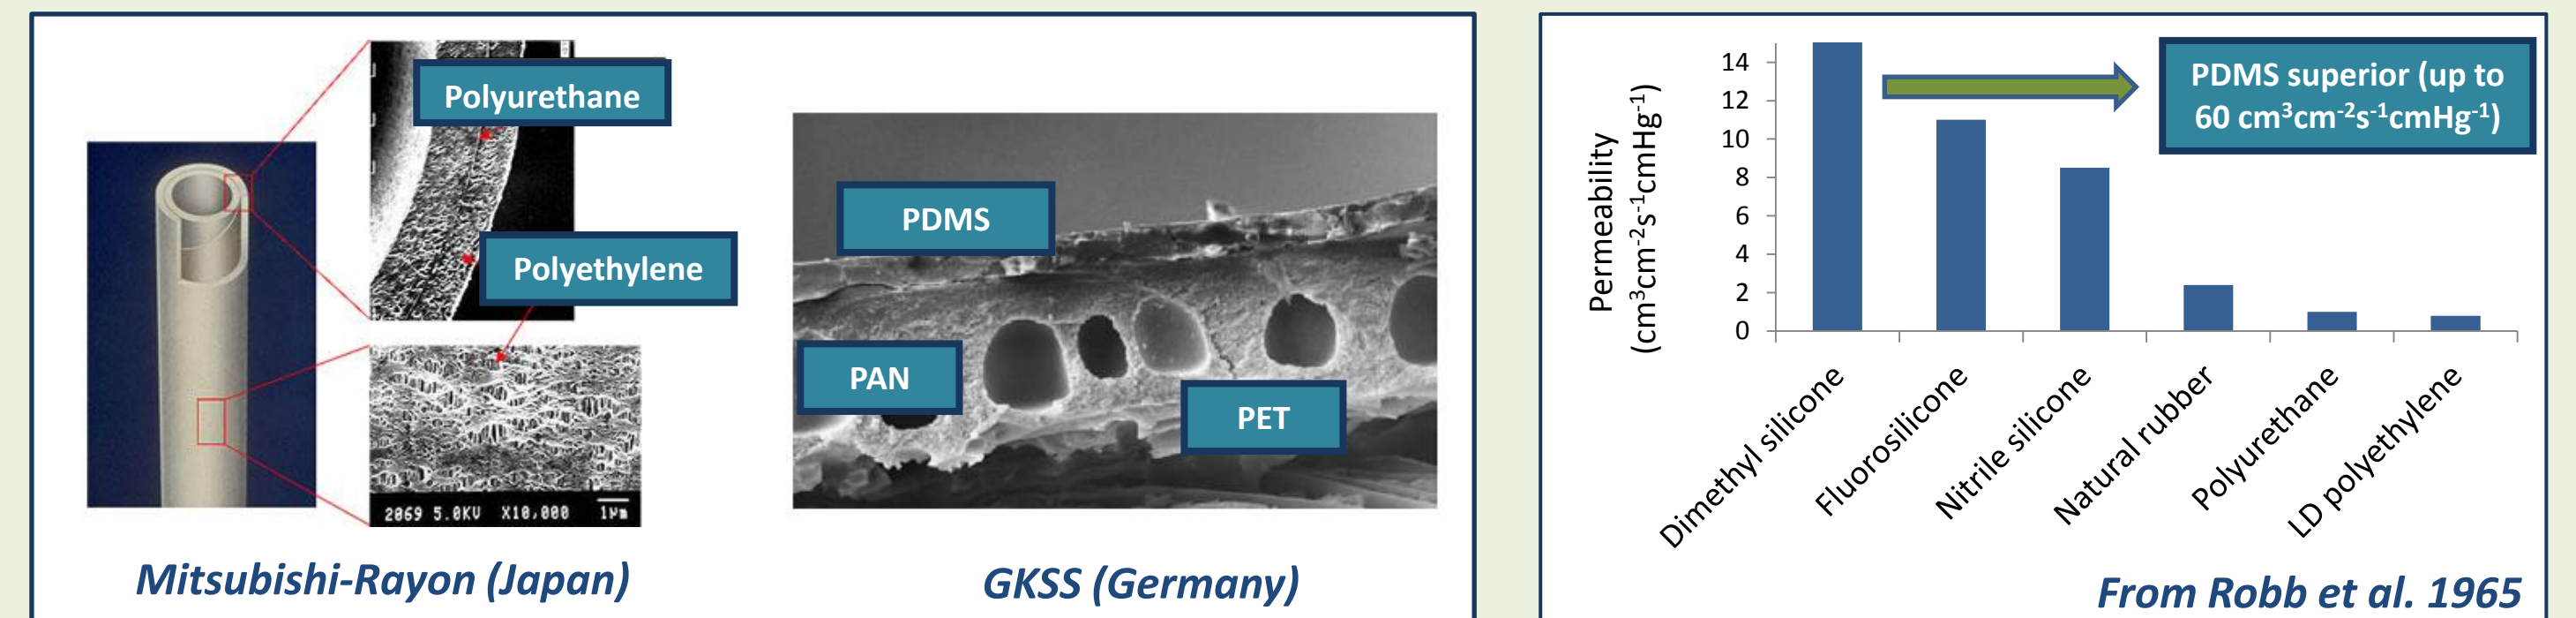 Polyurethane
Polyethylene
2069 5.0KV X10,000 1µm
Mitsubishi-Rayon (Japan)
PDMS
PAN
PET
GKSS (Germany)
Permeability
(cm³cm⁻²s⁻¹cmHg⁻¹)
14
12
10
8
6
4
2
0
PDMS superior (up to
60 cm³cm⁻²s⁻¹cmHg⁻¹)
Dimethyl silicone
Fluorosilicone
Nitrile silicone
Natural rubber
Polyurethane
LD polyethylene
From Robb et al. 1965